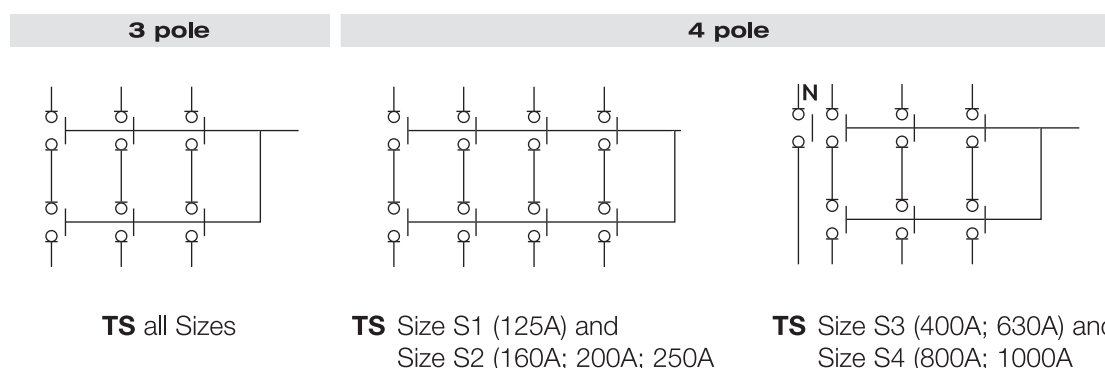 3 pole
4 pole
N
TS all Sizes
TS Size S1 (125A) and
Size S2 (160A; 200A; 250A
TS Size S3 (400A; 630A) and
Size S4 (800A; 1000A